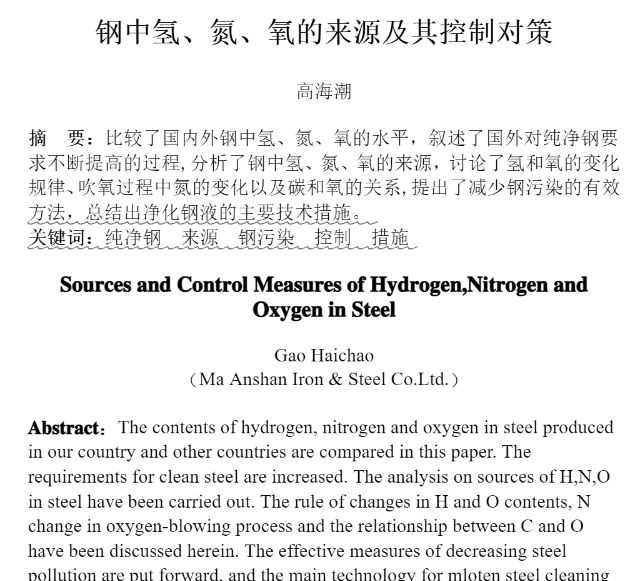 钢中氢、氮、氧的来源及其控制对策
高海潮
摘 要：比较了国内外钢中氢、氮、氧的水平，叙述了国外对纯净钢要
求不断提高的过程,分析了钢中氢、氮、氧的来源，讨论了氢和氧的变化
规律、吹氧过程中氮的变化以及碳和氧的关系,提出了减少钢污染的有效
方法，总结出净化钢液的主要技术措施。
关键词：纯净钢 来源 钢污染 控制 措施
Sources and Control Measures of Hydrogen,Nitrogen and
Oxygen in Steel
Gao Haichao
（Ma Anshan Iron & Steel Co.Ltd.）
Abstract：The contents of hydrogen, nitrogen and oxygen in steel produced
in our country and other countries are compared in this paper. The
requirements for clean steel are increased. The analysis on sources of H,N,O
in steel have been carried out. The rule of changes in H and O contents, N
change in oxygen-blowing process and the relationship between C and O
have been discussed herein. The effective measures of decreasing steel
pollution are put forward, and the main technology for mloten steel cleaning